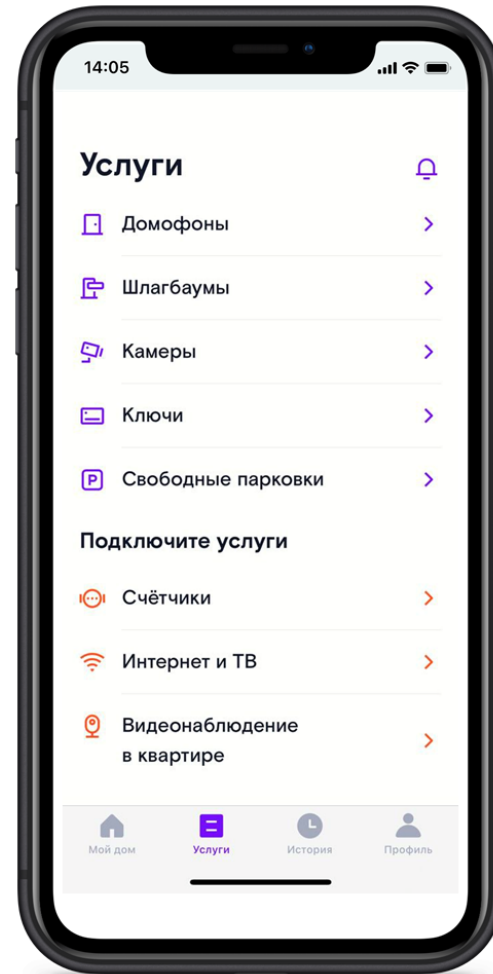 14:05
Услуги
Домофоны
Шлагбаумы
Камеры
Ключи
P
Свободные парковки
Подключите услуги
Счётчики
Интернет и ТВ
Видеонаблюдение
в квартире
Мой дом
Услуги
История
Профиль